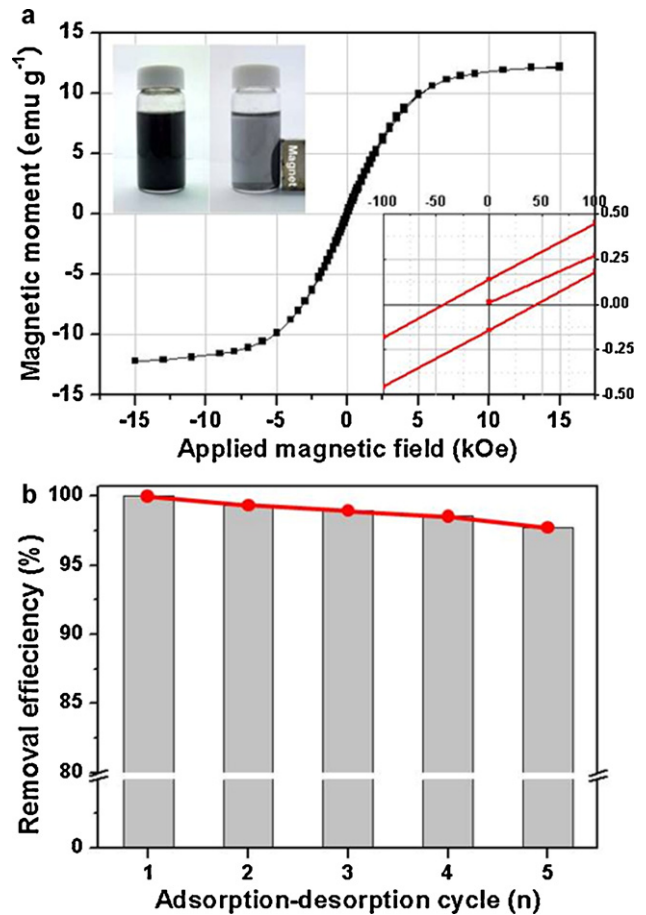 a
Magnetic moment (emu g⁻¹)
15
10
5
0
-5
-10
-15
Magnet
-100 -50 0 50 100
0.50
0.25
0.00
-0.25
-0.50
-15 -10 -5 0 5 10 15
Applied magnetic field (kOe)
b
Removal effieciency (%)
100
95
90
85
80
0
1 2 3 4 5
Adsorption-desorption cycle (n)